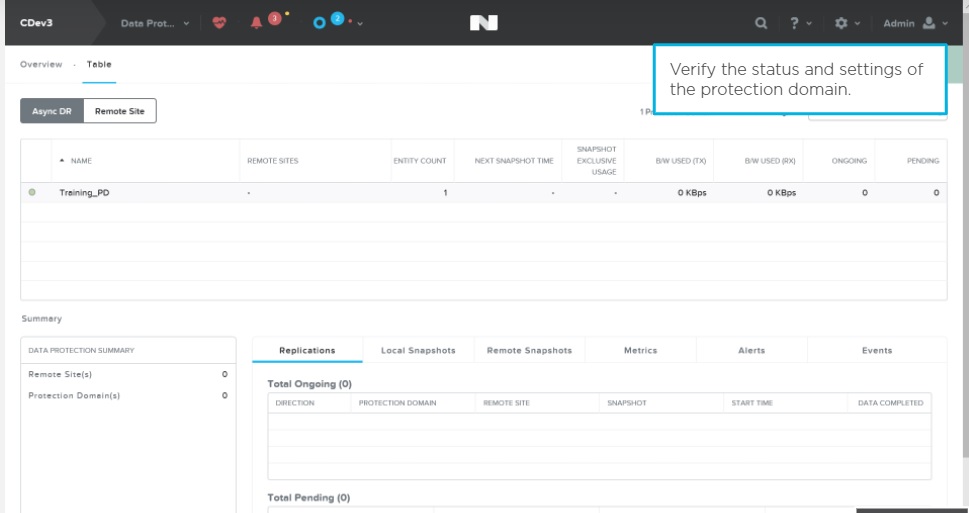 CDev3 Data Prot... 3 2 Admin
Overview · Table
Verify the status and settings of
the protection domain.
Async DR Remote Site
NAME REMOTE SITES ENTITY COUNT NEXT SNAPSHOT TIME SNAPSHOT EXCLUSIVE USAGE B/W USED (TX) B/W USED (RX) ONGOING PENDING
Training_PD - 1 - - 0 KBps 0 KBps 0 0
Summary
DATA PROTECTION SUMMARY
Remote Site(s) 0
Protection Domain(s) 0
Replications Local Snapshots Remote Snapshots Metrics Alerts Events
Total Ongoing (0)
DIRECTION PROTECTION DOMAIN REMOTE SITE SNAPSHOT START TIME DATA COMPLETED
Total Pending (0)